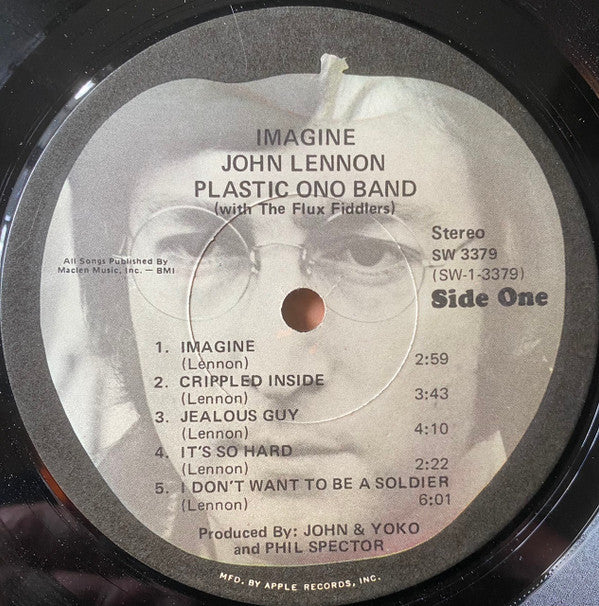 IMAGINE
JOHN LENNON
PLASTIC ONO BAND
(with The Flux Fiddlers)
All Songs Published By
Maclen Music, Inc. — BMI
Stereo
SW 3379
(SW-1-3379)
Side One
1. IMAGINE
(Lennon) 2:59
2. CRIPPLED INSIDE
(Lennon) 3:43
3. JEALOUS GUY
(Lennon) 4:10
4. IT'S SO HARD
(Lennon) 2:22
5. I DON'T WANT TO BE A SOLDIER
(Lennon) 6:01
Produced By: JOHN & YOKO
and PHIL SPECTOR
MFD. BY APPLE RECORDS, INC.